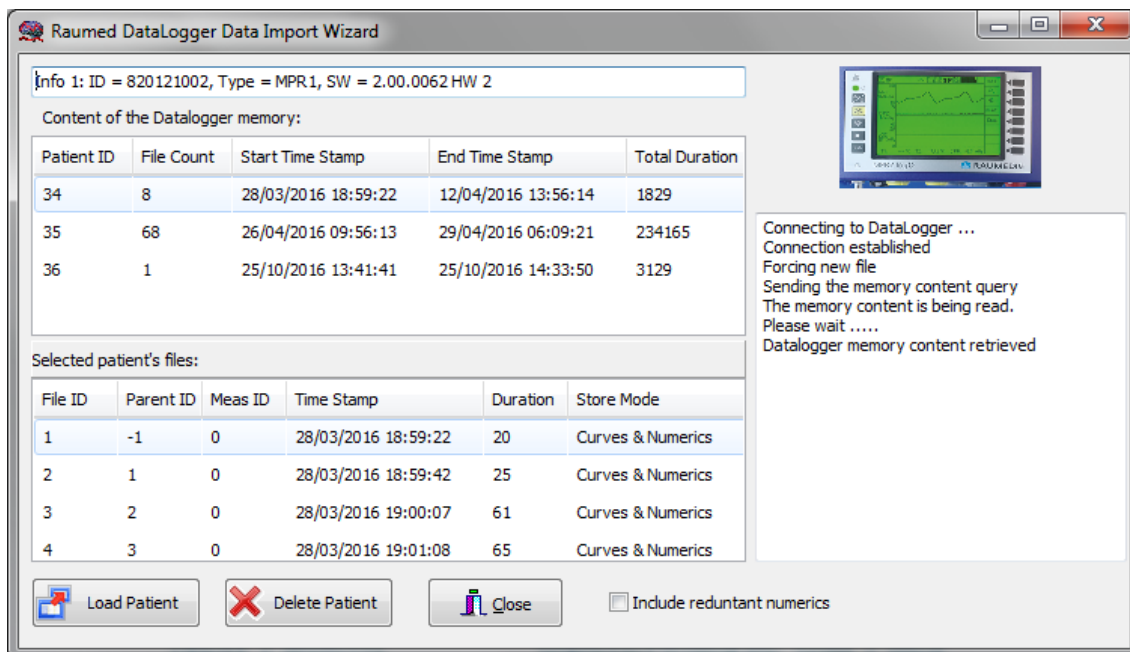 Raumed DataLogger Data Import Wizard
Info 1: ID = 820121002, Type = MPR1, SW = 2.00.0062 HW 2
Content of the Datalogger memory:
Patient ID File Count Start Time Stamp End Time Stamp Total Duration
34 8 28/03/2016 18:59:22 12/04/2016 13:56:14 1829
35 68 26/04/2016 09:56:13 29/04/2016 06:09:21 234165
36 1 25/10/2016 13:41:41 25/10/2016 14:33:50 3129
Selected patient's files:
File ID Parent ID Meas ID Time Stamp Duration Store Mode
1 -1 0 28/03/2016 18:59:22 20 Curves & Numerics
2 1 0 28/03/2016 18:59:42 25 Curves & Numerics
3 2 0 28/03/2016 19:00:07 61 Curves & Numerics
4 3 0 28/03/2016 19:01:08 65 Curves & Numerics
RAUMEDIC
Connecting to DataLogger ...
Connection established
Forcing new file
Sending the memory content query
The memory content is being read.
Please wait .....
Datalogger memory content retrieved
Load Patient Delete Patient Close Include reduntant numerics